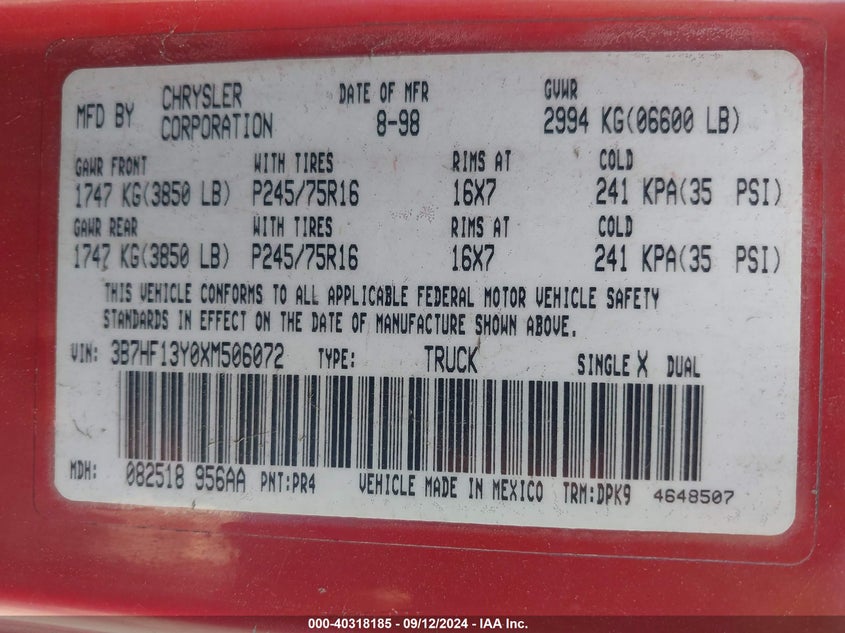 MFD BY CHRYSLER CORPORATION DATE OF MFR 8-98 GVWR 2994 KG(06600 LB)
GAWR FRONT WITH TIRES RIMS AT COLD
1747 KG(3850 LB) P245/75R16 16X7 241 KPA(35 PSI)
GAWR REAR WITH TIRES RIMS AT COLD
1747 KG(3850 LB) P245/75R16 16X7 241 KPA(35 PSI)
THIS VEHICLE CONFORMS TO ALL APPLICABLE FEDERAL MOTOR VEHICLE SAFETY
STANDARDS IN EFFECT ON THE DATE OF MANUFACTURE SHOWN ABOVE.
VIN: 3B7HF13Y0XM506072 TYPE: TRUCK SINGLE X DUAL
MDH: 082518 956AA PNT:PR4 VEHICLE MADE IN MEXICO TRM:DPK9 4648507
000-40318185 - 09/12/2024 - IAA Inc.